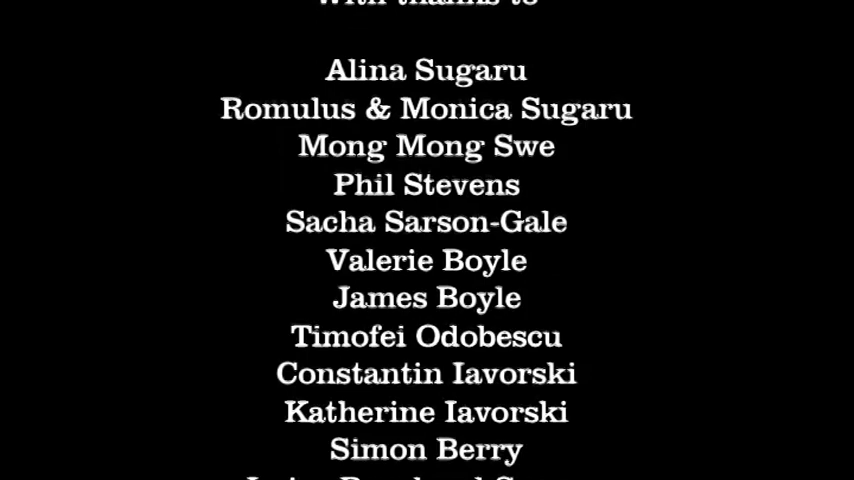 with thanks to
Alina Sugaru
Romulus & Monica Sugaru
Mong Mong Swe
Phil Stevens
Sacha Sarson-Gale
Valerie Boyle
James Boyle
Timofei Odobescu
Constantin Iavorski
Katherine Iavorski
Simon Berry